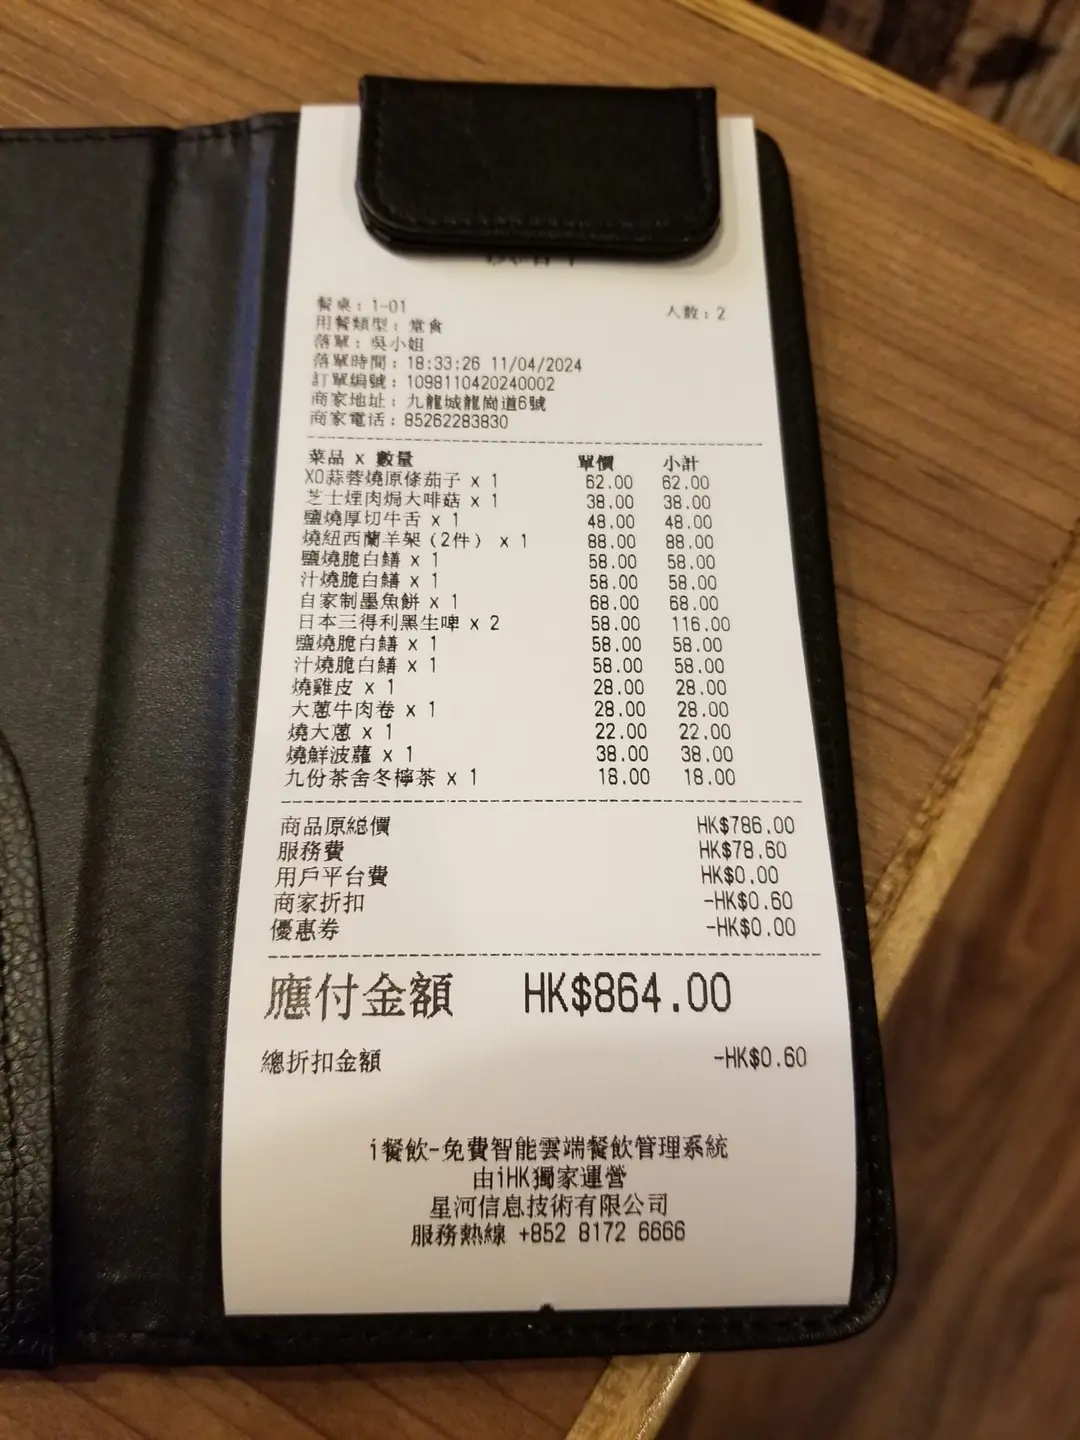 餐桌: 1-01 人數: 2
用餐類型: 堂食
落單: 吳小姐
落單時間: 18:33:26 11/04/2024
訂單編號: 1098110420240002
商家地址: 九龍城龍崗道6號
商家電话: 85262283830
菜品 x 數量 單價 小計
XO蒜蓉燒原條茄子 x 1 62.00 62.00
芝士煙肉焗大啡菇 x 1 38.00 38.00
鹽燒厚切牛舌 x 1 48.00 48.00
燒紐西蘭羊架（2件） x 1 88.00 88.00
鹽燒脆白鱔 x 1 58.00 58.00
汁燒脆白鱔 x 1 58.00 58.00
自家制墨魚餅 x 1 68.00 68.00
日本三得利黑生啤 x 2 58.00 116.00
鹽燒脆白鱔 x 1 58.00 58.00
汁燒脆白鱔 x 1 58.00 58.00
燒雞皮 x 1 28.00 28.00
大蔥牛肉卷 x 1 28.00 28.00
燒大蔥 x 1 22.00 22.00
燒鮮波蘿 x 1 38.00 38.00
九份茶舍冬檸茶 x 1 18.00 18.00
商品原総價 HK$786.00
服務費 HK$78.60
用戶平台費 HK$0.00
商家折扣 -HK$0.60
優惠券 -HK$0.00
應付金額 HK$864.00
總折扣金額 -HK$0.60
i餐飲-免費智能雲端餐飲管理系統
由iHK獨家運營
星河信息技術有限公司
服務熱線 +852 8172 6666